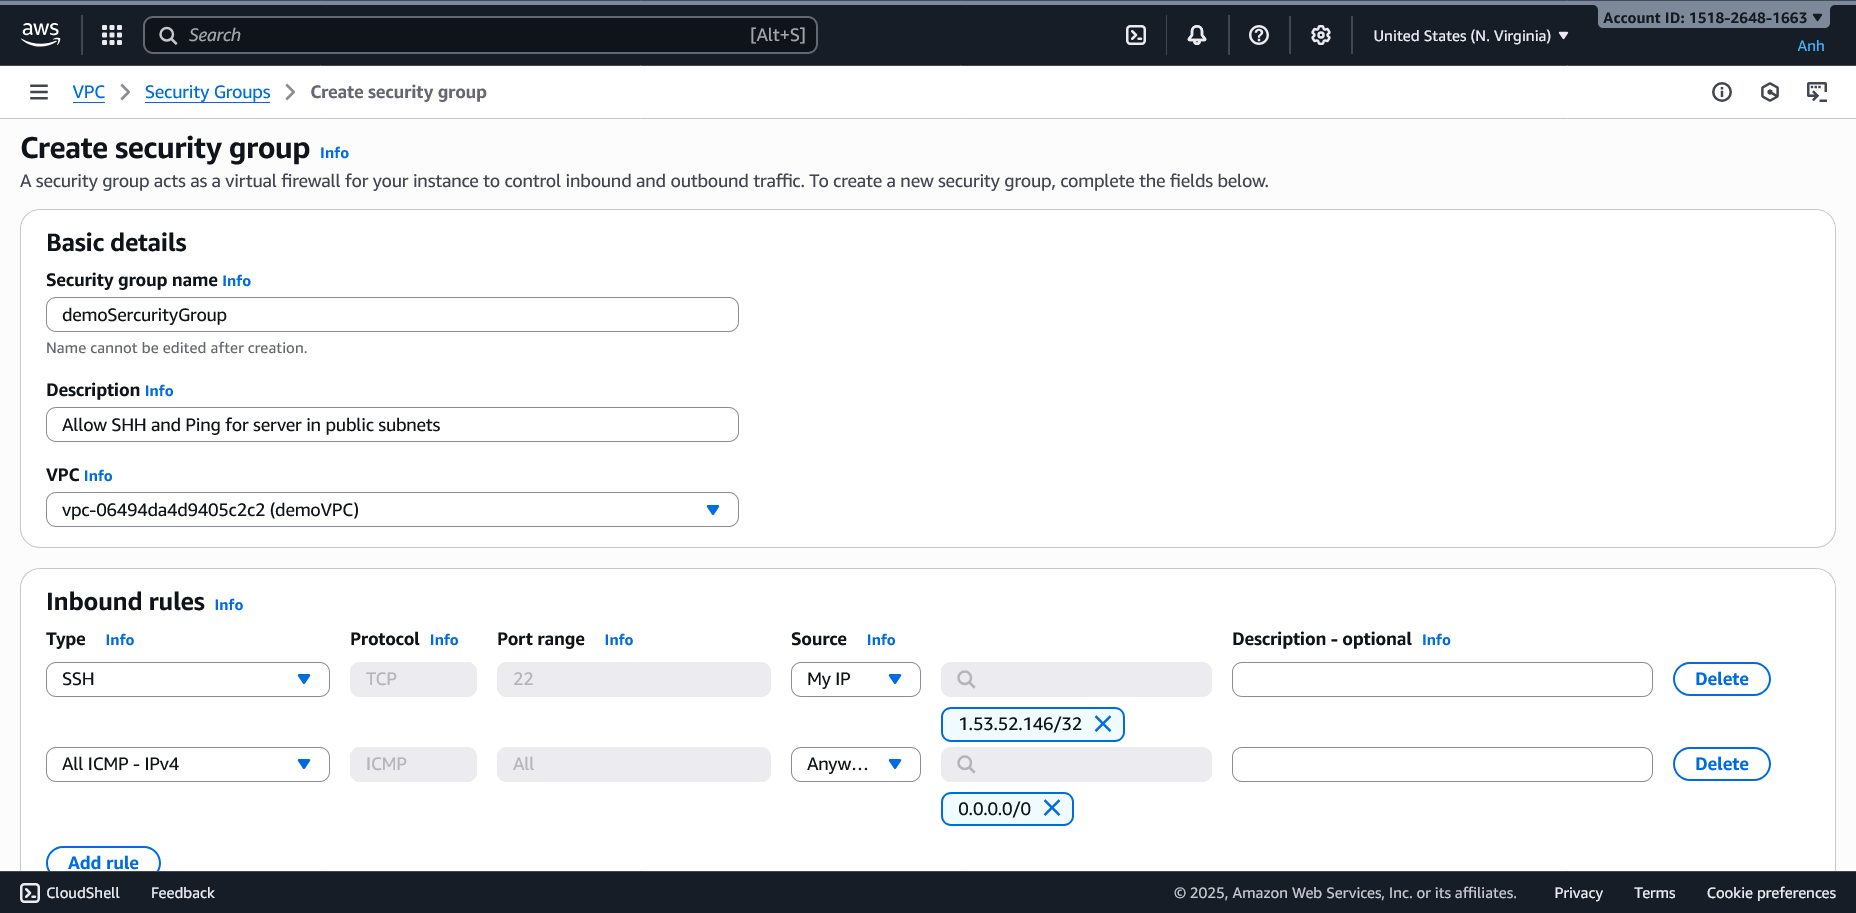 aws
Search [Alt+S]
United States (N. Virginia)
Account ID: 1518-2648-1663
Anh
VPC
Security Groups
Create security group
Create security group Info
A security group acts as a virtual firewall for your instance to control inbound and outbound traffic. To create a new security group, complete the fields below.
Basic details
Security group name Info
demoSercurityGroup
Name cannot be edited after creation.
Description Info
Allow SHH and Ping for server in public subnets
VPC Info
vpc-06494da4d9405c2c2 (demoVPC)
Inbound rules Info
Type Info Protocol Info Port range Info Source Info Description - optional Info
SSH TCP 22 My IP Delete
1.53.52.146/32
All ICMP - IPv4 ICMP All Anyw... Delete
0.0.0.0/0
Add rule
CloudShell Feedback © 2025, Amazon Web Services, Inc. or its affiliates. Privacy Terms Cookie preferences